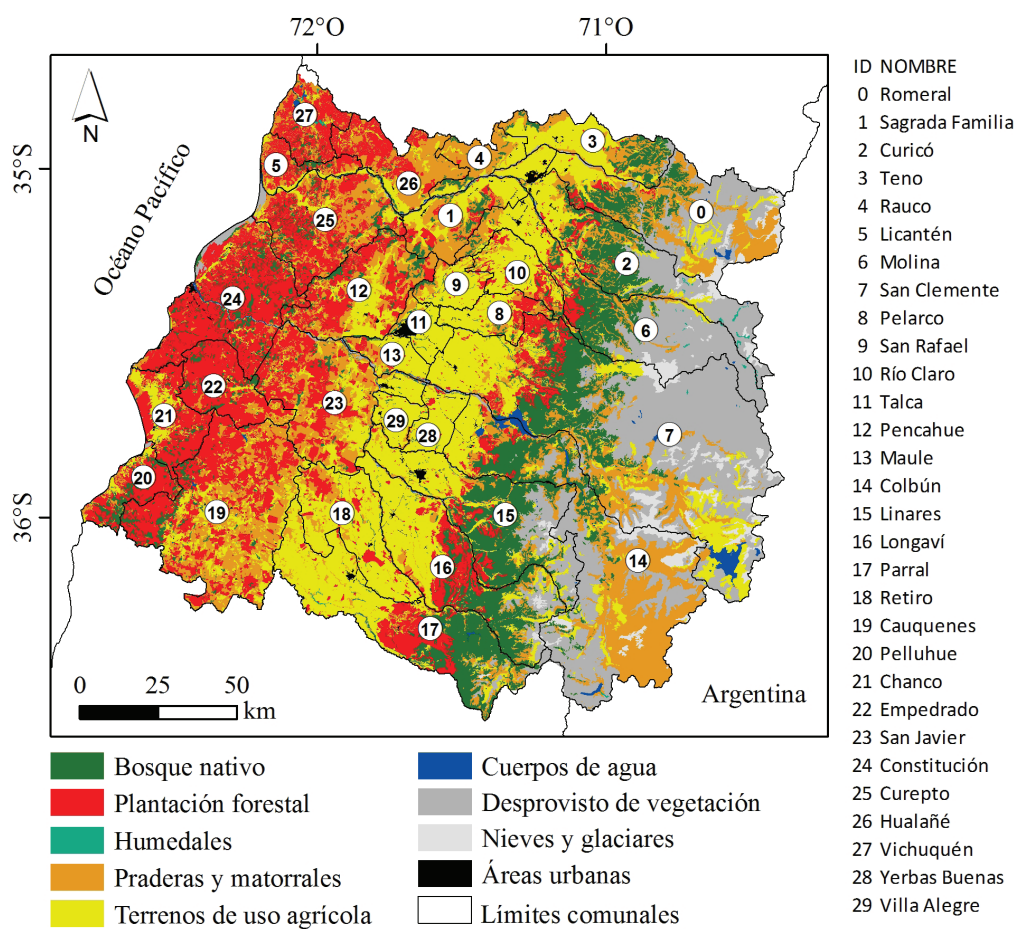 72°O 71°O
35°S
36°S
N
Océano Pacífico
Argentina
27
5
26
4
3
25
1
0
2
24
12
9
10
8
6
11
13
22
23
21
29
28
7
20
19
18
15
16
14
17
0 25 50
km
ID NOMBRE
0 Romeral
1 Sagrada Familia
2 Curicó
3 Teno
4 Rauco
5 Licantén
6 Molina
7 San Clemente
8 Pelarco
9 San Rafael
10 Río Claro
11 Talca
12 Pencahue
13 Maule
14 Colbún
15 Linares
16 Longaví
17 Parral
18 Retiro
19 Cauquenes
20 Pelluhue
21 Chanco
22 Empedrado
23 San Javier
24 Constitución
25 Curepto
26 Hualañé
27 Vichuquén
28 Yerbas Buenas
29 Villa Alegre
Bosque nativo
Plantación forestal
Humedales
Praderas y matorrales
Terrenos de uso agrícola
Cuerpos de agua
Desprovisto de vegetación
Nieves y glaciares
Áreas urbanas
Límites comunales